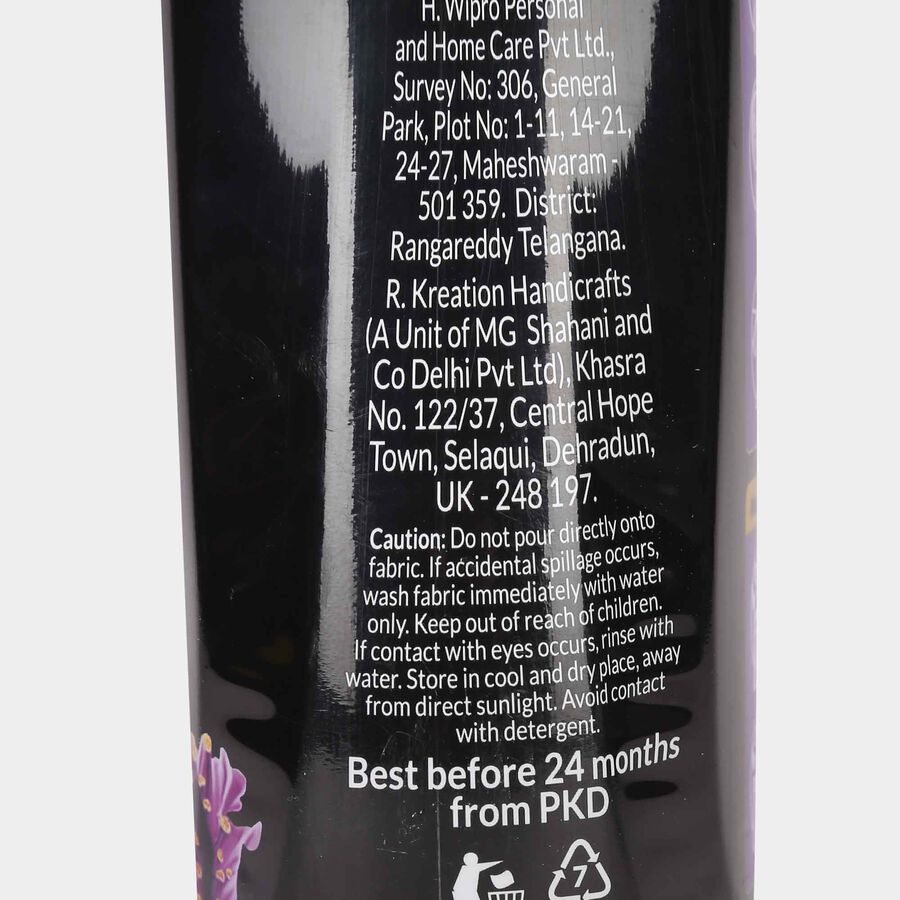 H. Wipro Personal
and Home Care Pvt Ltd.,
Survey No: 306, General
Park, Plot No: 1-11, 14-21,
24-27, Maheshwaram -
501 359. District:
Rangareddy Telangana.
R. Kreation Handicrafts
(A Unit of MG Shahani and
Co Delhi Pvt Ltd), Khasra
No. 122/37, Central Hope
Town, Selaqui, Dehradun,
UK - 248 197.
Caution: Do not pour directly onto
fabric. If accidental spillage occurs,
wash fabric immediately with water
only. Keep out of reach of children.
If contact with eyes occurs, rinse with
water. Store in cool and dry place, away
from direct sunlight. Avoid contact
with detergent.
Best before 24 months
from PKD
7